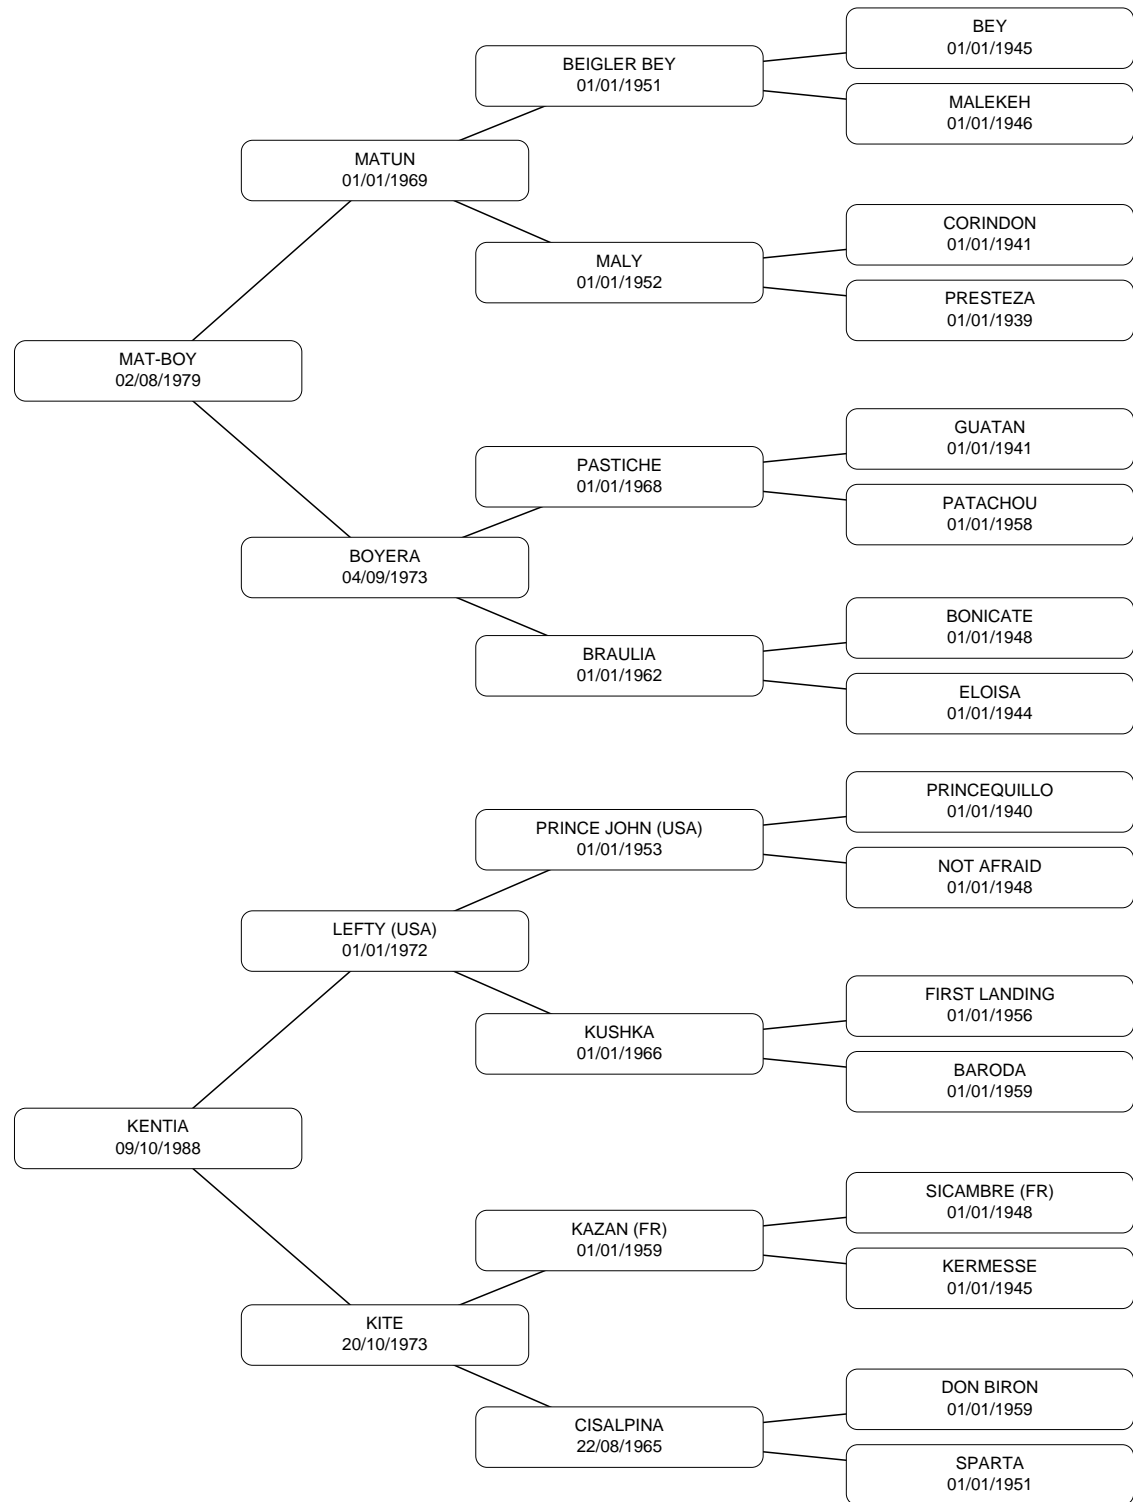 BEY
01/01/1945
BEIGLER BEY
01/01/1951
MALEKEH
01/01/1946
MATUN
01/01/1969
CORINDON
01/01/1941
MALY
01/01/1952
PRESTEZA
01/01/1939
MAT-BOY
02/08/1979
GUATAN
01/01/1941
PASTICHE
01/01/1968
PATACHOU
01/01/1958
BOYERA
04/09/1973
BONICATE
01/01/1948
BRAULIA
01/01/1962
ELOISA
01/01/1944
PRINCEQUILLO
01/01/1940
PRINCE JOHN (USA)
01/01/1953
NOT AFRAID
01/01/1948
LEFTY (USA)
01/01/1972
FIRST LANDING
01/01/1956
KUSHKA
01/01/1966
BARODA
01/01/1959
KENTIA
09/10/1988
SICAMBRE (FR)
01/01/1948
KAZAN (FR)
01/01/1959
KERMESSE
01/01/1945
KITE
20/10/1973
DON BIRON
01/01/1959
CISALPINA
22/08/1965
SPARTA
01/01/1951